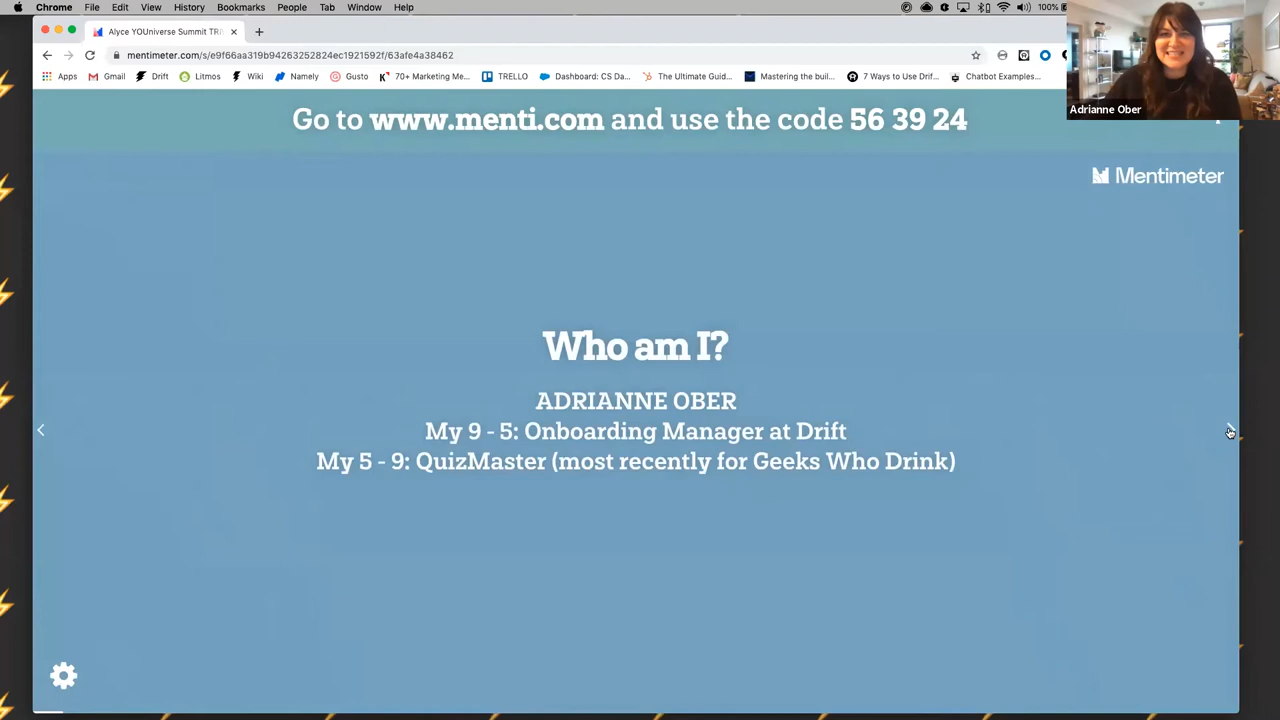 Chrome File Edit View History Bookmarks People Tab Window Help 100%
Alyce YOUniverse Summit TRI
mentimeter.com/s/e9f66aa319b94263252824ec1921592f/63afe4a38462
Apps Gmail Drift Litmos Wiki Namely Gusto 70+ Marketing Me... TRELLO Dashboard: CS Da... The Ultimate Guid... Mastering the buil... 7 Ways to Use Drif... Chatbot Examples...
Adrianne Ober
Go to www.menti.com and use the code 56 39 24
Mentimeter
Who am I?
ADRIANNE OBER
My 9 - 5: Onboarding Manager at Drift
My 5 - 9: QuizMaster (most recently for Geeks Who Drink)